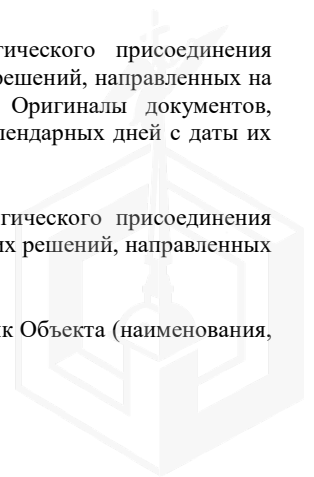 гического присоединения
решений, направленных на
Оригиналы документов,
лендарных дней с даты их
гического присоединения
их решений, направленных
к Объекта (наименования,